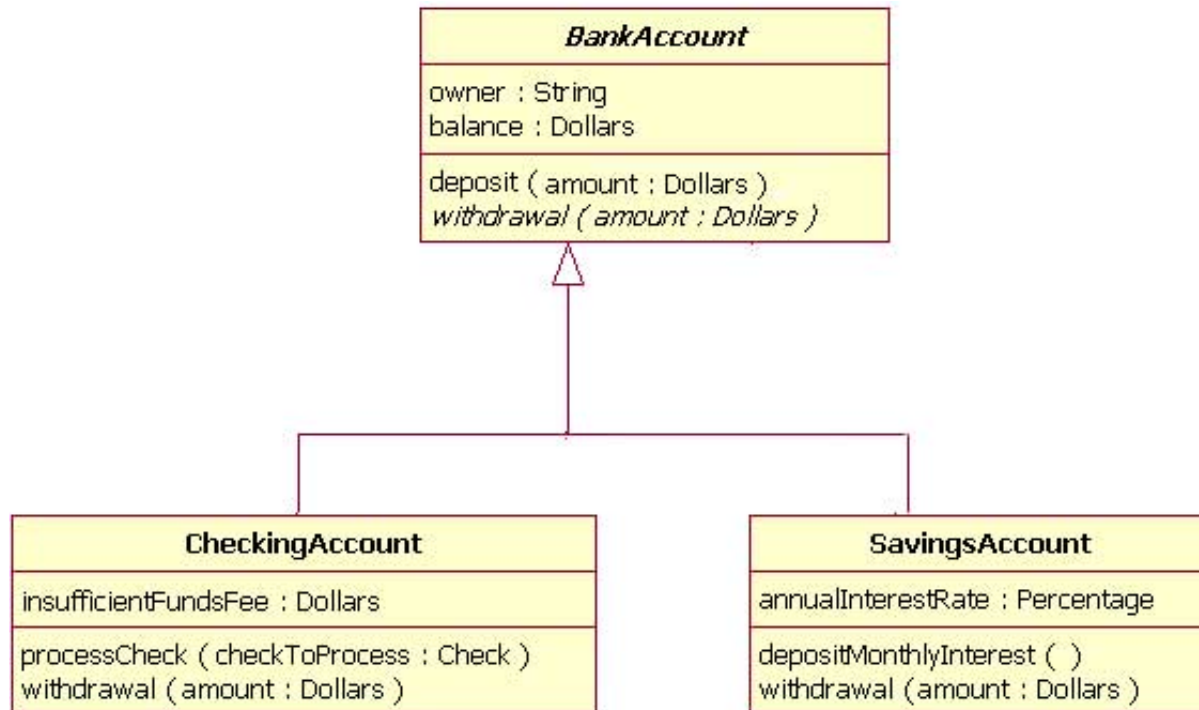 BankAccount
owner : String
balance : Dollars
deposit ( amount : Dollars )
withdrawal ( amount : Dollars )
CheckingAccount
insufficientFundsFee : Dollars
processCheck ( checkToProcess : Check )
withdrawal ( amount : Dollars )
SavingsAccount
annualInterestRate : Percentage
depositMonthlyInterest ( )
withdrawal ( amount : Dollars )